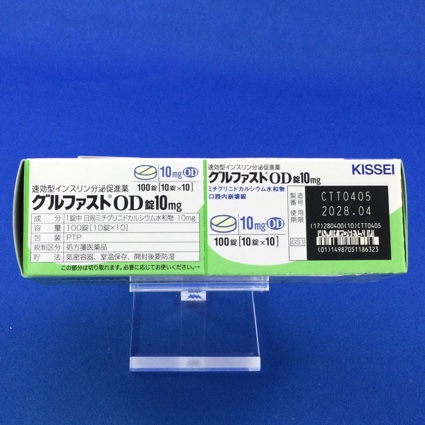 速効型インスリン分泌促進薬
10mg OD
100錠[10錠×10]
グルファストOD錠10mg
成分 1錠中 日局ミチグリニドカルシウム水和物 10mg
容量 100錠[10錠×10]
包装 PTP
規制区分 処方箋医薬品
貯法 気密容器、室温保存、開封後要防湿
この部分は切り取れます。必要に応じてお使いください。
KISSEI
速効型インスリン分泌促進薬
グルファストOD錠10mg
ミチグリニドカルシウム水和物
口腔内崩壊錠
10mg OD
100錠[10錠×10]
製造番号 CTT0405
使用期限 2028.04
(17)280400(10)CTT0405
GS1
(01)14987051186323